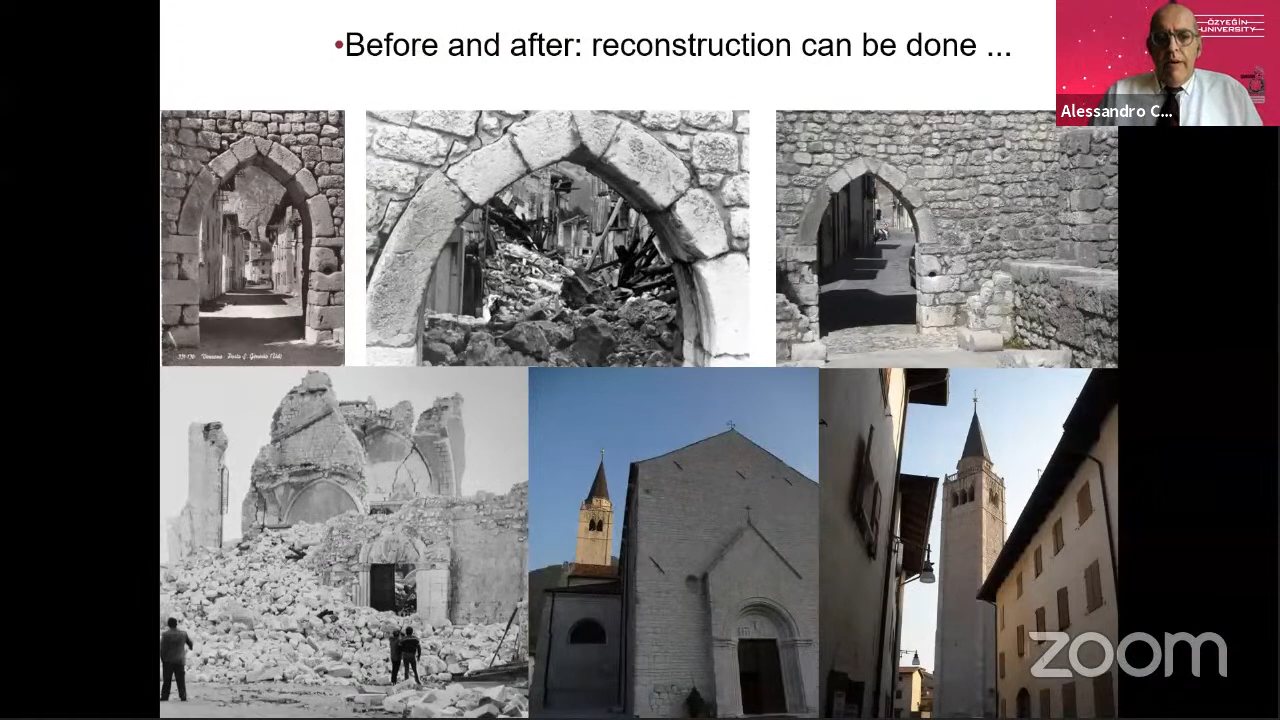 •Before and after: reconstruction can be done ...
ÖZYEĞİN
UNIVERSITY
Alessandro C...
zoom